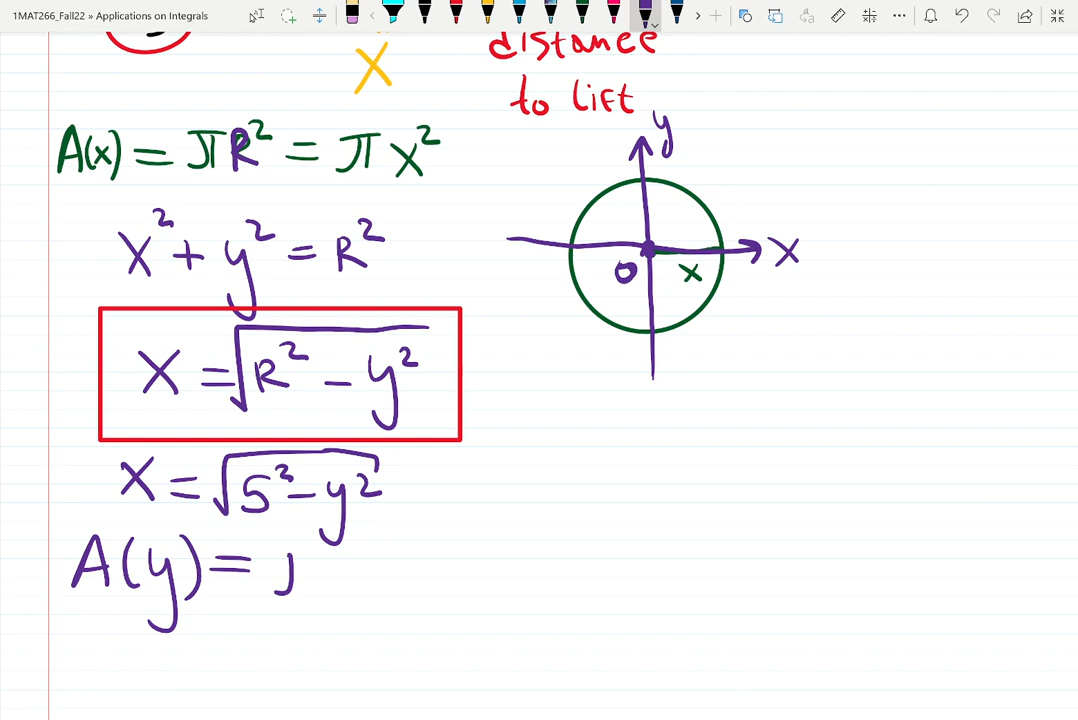 1MAT266_Fall22 » Applications on Integrals
distance
X
to lift
A(x) = πR² = πx²
y
x² + y² = R²
X
O
x
X = √R² - y²
X = √5² - y²
A(y) =